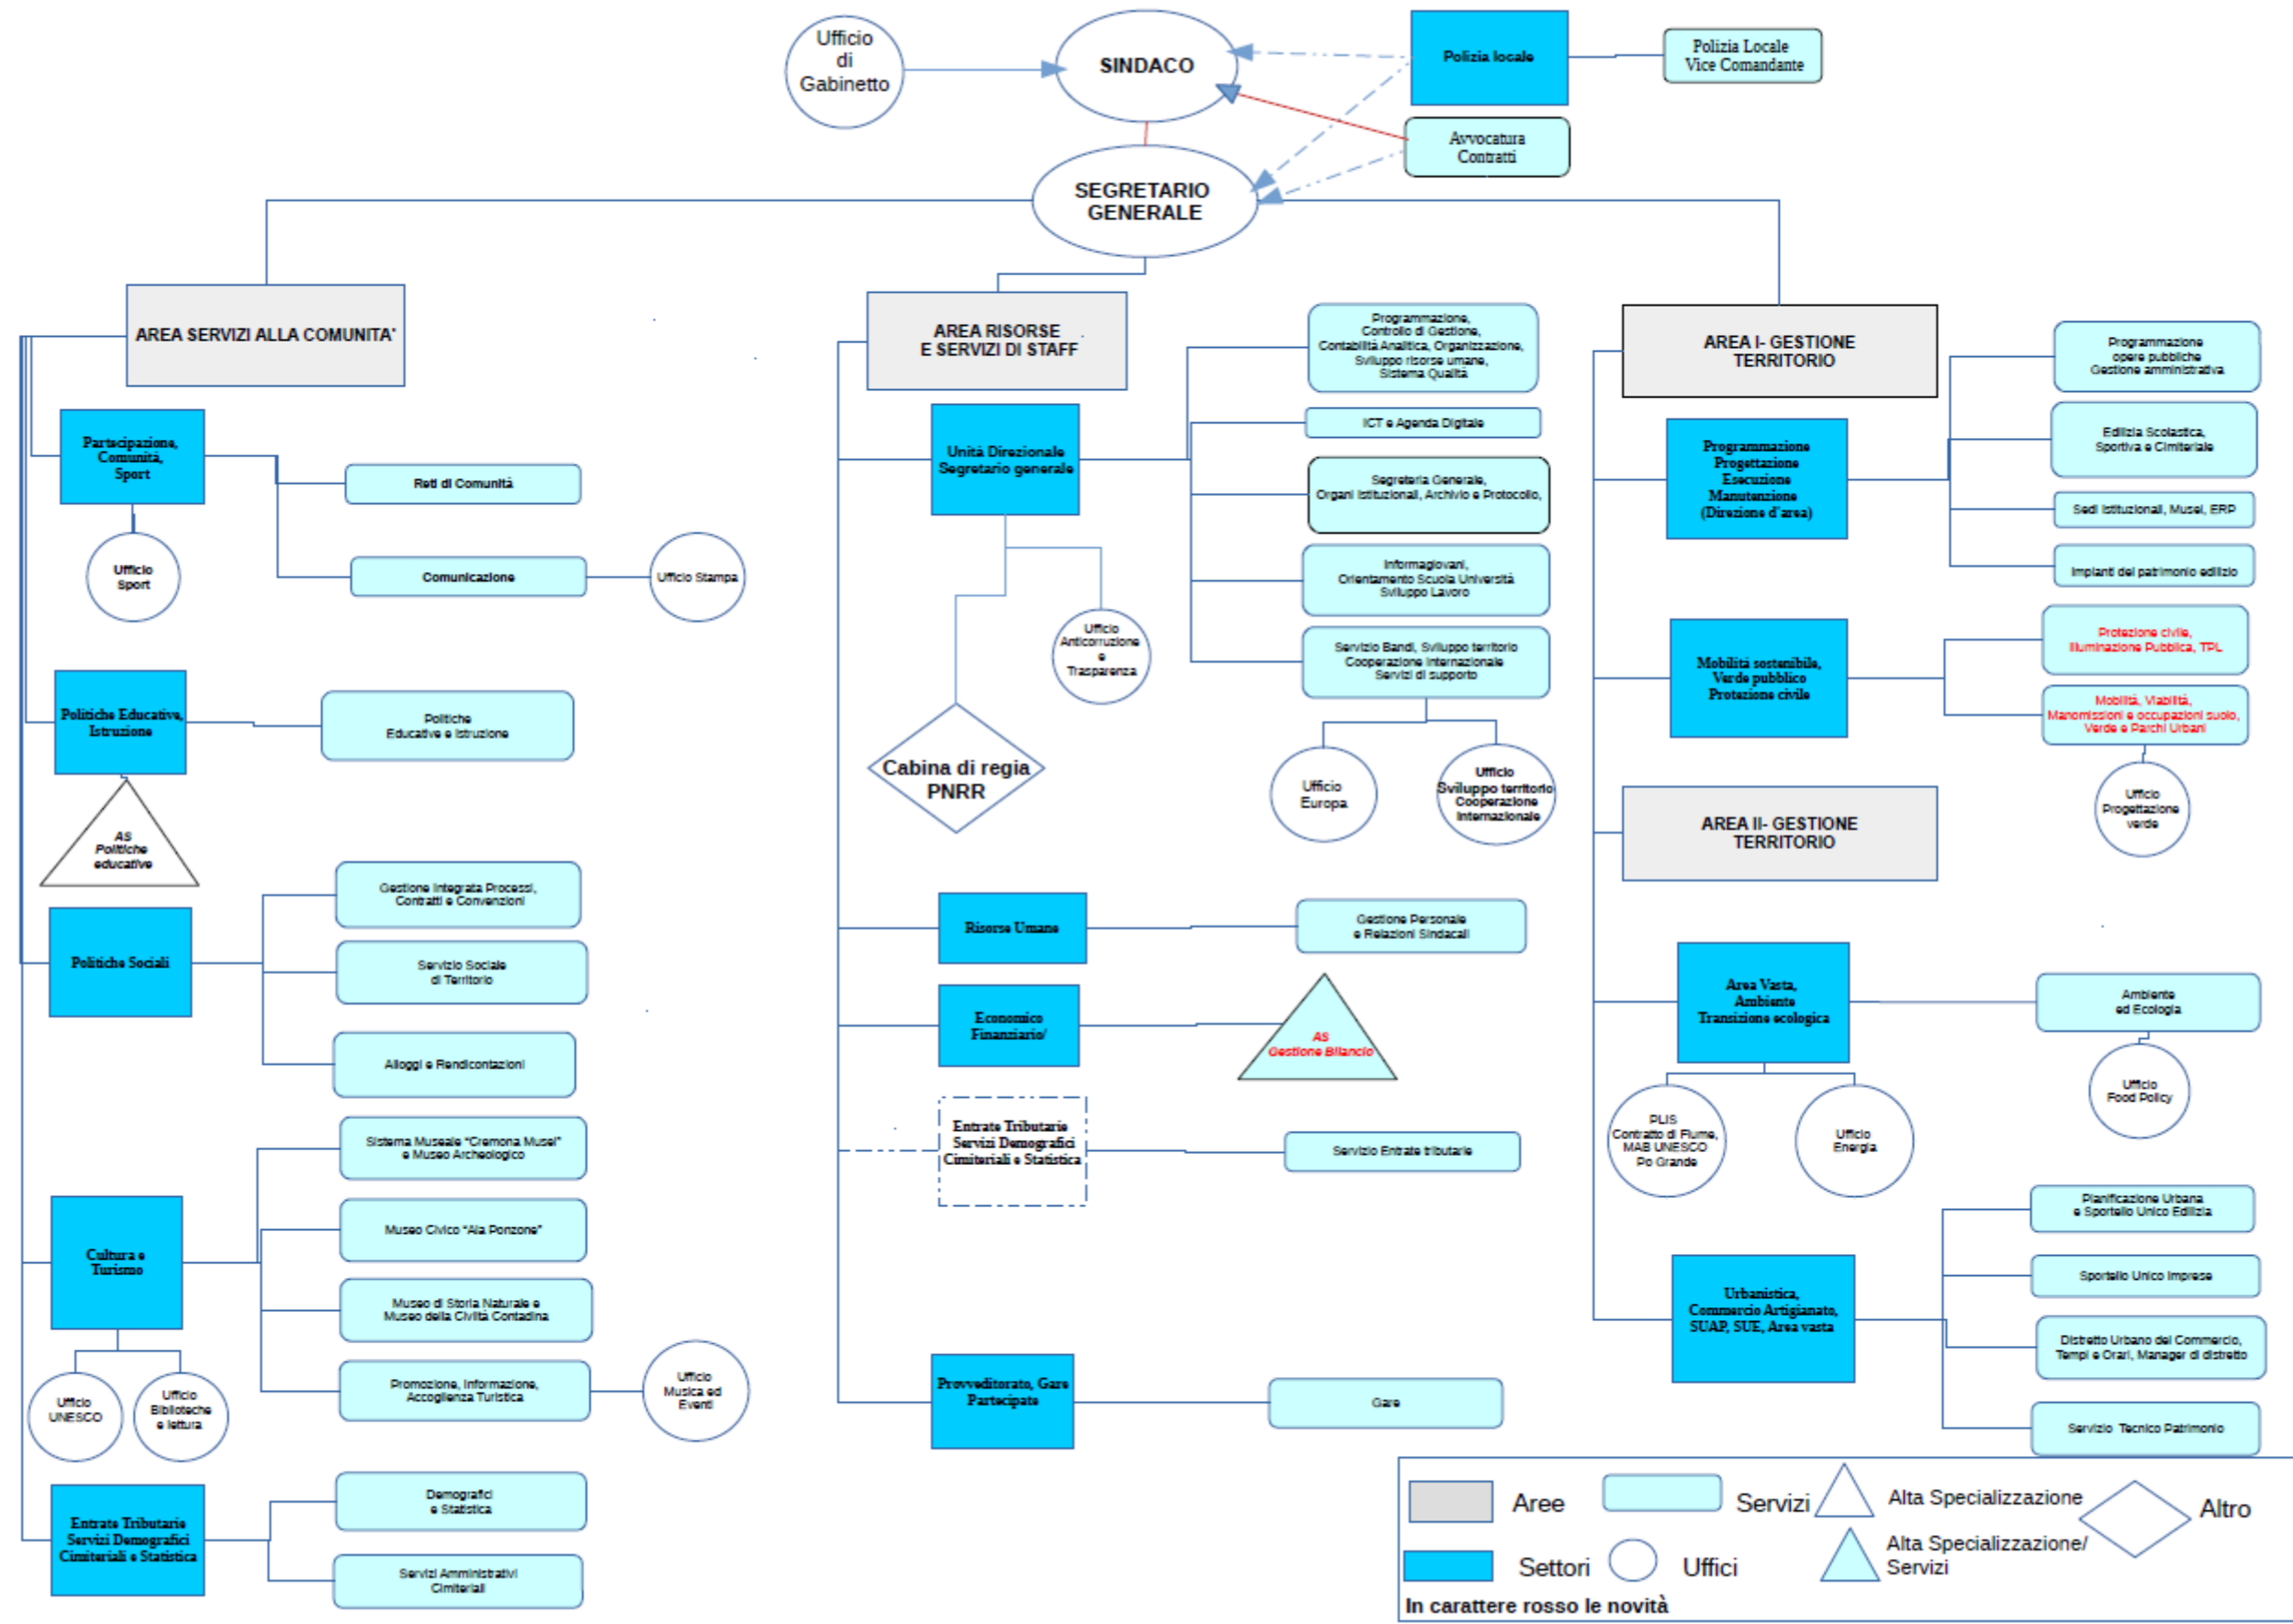 Ufficio
di
Gabinetto
SINDACO
Polizia locale
Polizia Locale
Vice Comandante
Avvocatura
Contratti
SEGRETARIO
GENERALE
AREA SERVIZI ALLA COMUNITA'
Partecipazione,
Comunità,
Sport
Reti di Comunità
Ufficio
Sport
Comunicazione
Ufficio Stampa
Politiche Educative,
Istruzione
Politiche
Educative e Istruzione
AS
Politiche
educative
Politiche Sociali
Gestione Integrata Processi,
Contratti e Convenzioni
Servizio Sociale
di Territorio
Alloggi e Rendicontazioni
Cultura e
Turismo
Sistema Museale “Cremona Musei”
e Museo Archeologico
Museo Civico “Ala Ponzone”
Museo di Storia Naturale e
Museo della Civiltà Contadina
Promozione, Informazione,
Accoglienza Turistica
Ufficio
Musica ed
Eventi
Ufficio
UNESCO
Ufficio
Biblioteche
e lettura
Entrate Tributarie
Servizi Demografici
Cimiteriali e Statistica
Demografici
e Statistica
Servizi Amministrativi
Cimiteriali
AREA RISORSE
E SERVIZI DI STAFF
Unità Direzionale
Segretario generale
Programmazione,
Controllo di Gestione,
Contabilità Analitica, Organizzazione,
Sviluppo risorse umane,
Sistema Qualità
ICT e Agenda Digitale
Segreteria Generale,
Organi Istituzionali, Archivio e Protocollo,
Informagiovani,
Orientamento Scuola Università
Sviluppo Lavoro
Servizio Bandi, Sviluppo territorio
Cooperazione Internazionale
Servizi di supporto
Ufficio
Anticorruzione
e
Trasparenza
Cabina di regia
PNRR
Ufficio
Europa
Ufficio
Sviluppo territorio
Cooperazione
Internazionale
Risorse Umane
Gestione Personale
e Relazioni Sindacali
Economico
Finanziario/
AS
Gestione Bilancio
Entrate Tributarie
Servizi Demografici
Cimiteriali e Statistica
Servizio Entrate tributarie
Provveditorato, Gare
Partecipate
Gare
AREA I- GESTIONE
TERRITORIO
Programmazione
Progettazione
Esecuzione
Manutenzione
(Direzione d'area)
Programmazione
opere pubbliche
Gestione amministrativa
Edilizia Scolastica,
Sportiva e Cimiteriale
Sedi Istituzionali, Musei, ERP
Impianti del patrimonio edilizio
Mobilità sostenibile,
Verde pubblico
Protezione civile
Protezione civile,
Illuminazione Pubblica, TPL
Mobilità, Viabilità,
Manomissioni e occupazioni suolo,
Verde e Parchi Urbani
Ufficio
Progettazione
verde
AREA II- GESTIONE
TERRITORIO
Area Vasta,
Ambiente
Transizione ecologica
Ambiente
ed Ecologia
Ufficio
Food Policy
PLIS
Contratto di Fiume,
MAB UNESCO
Po Grande
Ufficio
Energia
Urbanistica,
Commercio Artigianato,
SUAP, SUE, Area vasta
Pianificazione Urbana
e Sportello Unico Edilizia
Sportello Unico Imprese
Distretto Urbano del Commercio,
Tempi e Orari, Manager di distretto
Servizio Tecnico Patrimonio
Aree
Servizi
Alta Specializzazione
Altro
Settori
Uffici
Alta Specializzazione/
Servizi
In carattere rosso le novità